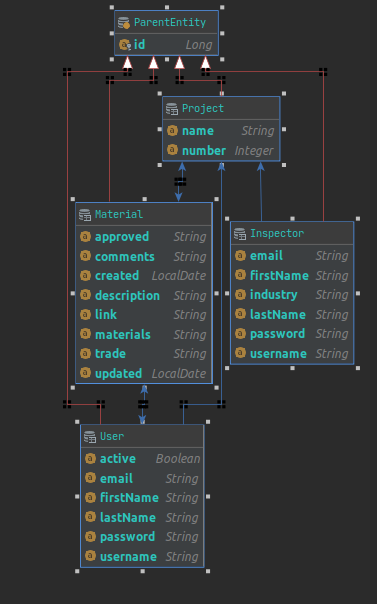 ParentEntity
id Long
Project
name String
number Integer
Material
approved String
comments String
created LocalDate
description String
link String
materials String
trade String
updated LocalDate
Inspector
email String
firstName String
industry String
lastName String
password String
username String
User
active Boolean
email String
firstName String
lastName String
password String
username String